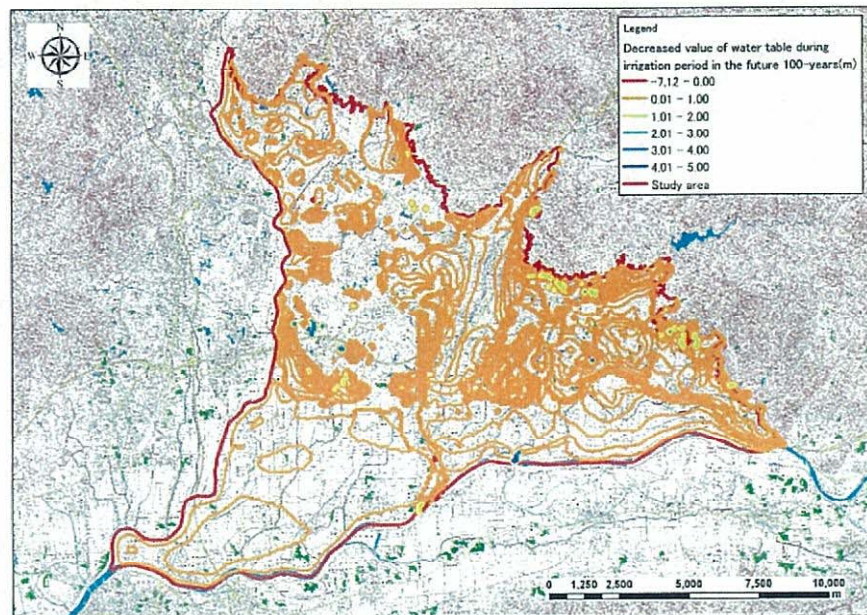 N
W
E
S
Legend
Decreased value of water table during
irrigation period in the future 100-years(m)
-7.12 - 0.00
0.01 - 1.00
1.01 - 2.00
2.01 - 3.00
3.01 - 4.00
4.01 - 5.00
Study area
0 1,250 2,500 5,000 7,500 10,000
m